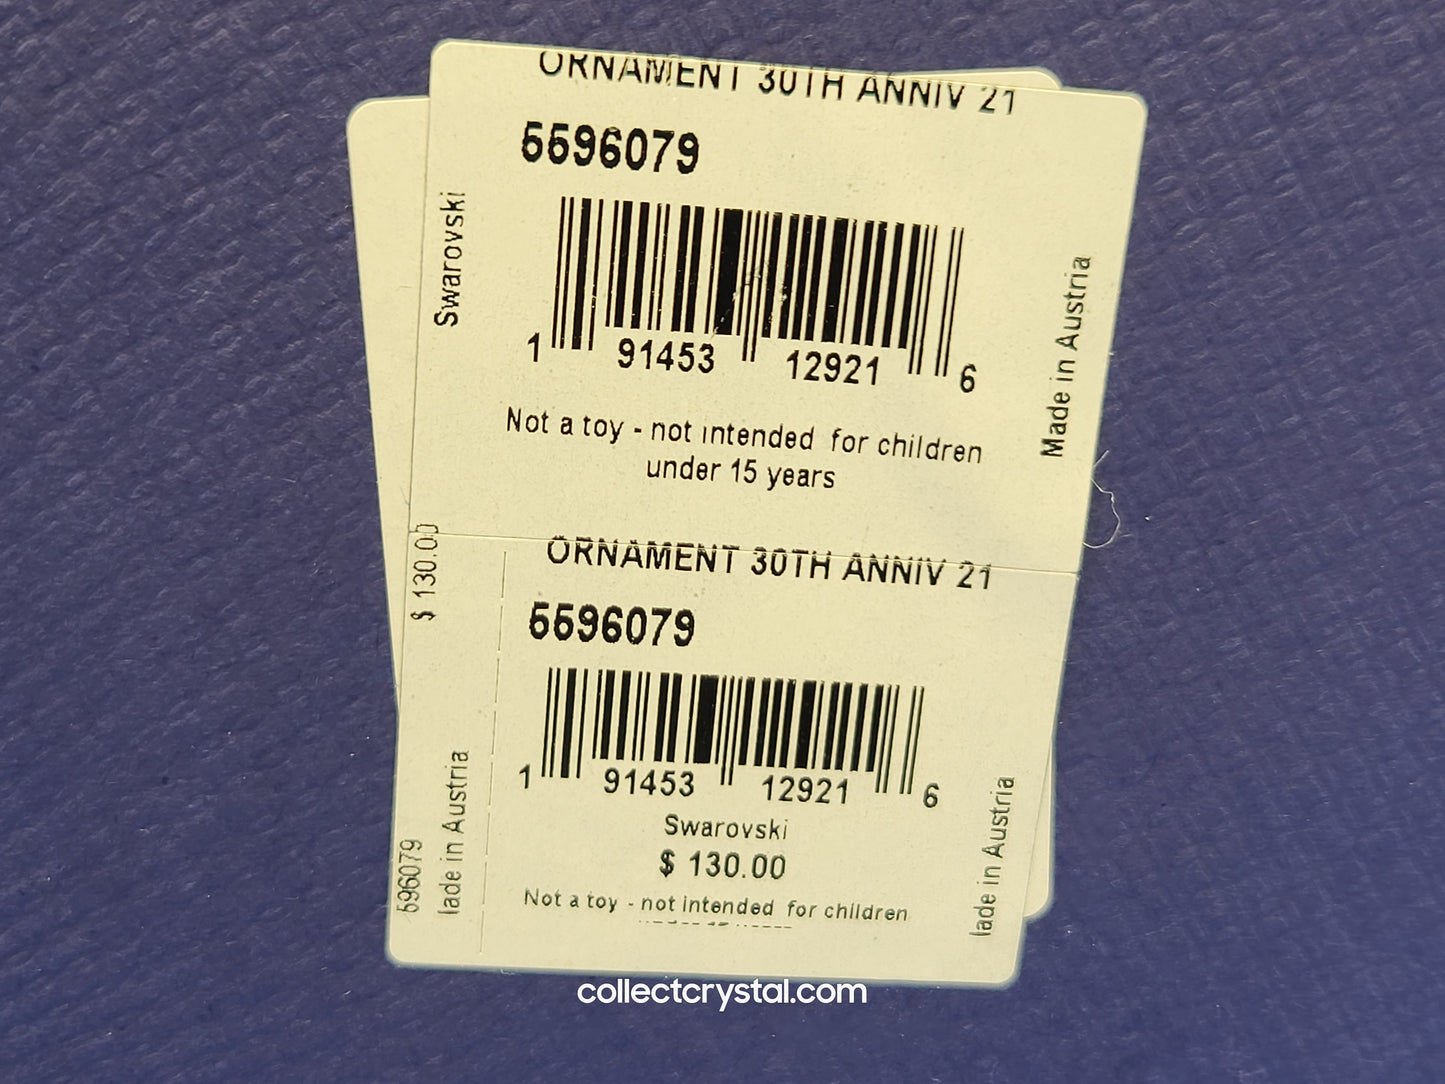 ORNAMENT 30TH ANNIV 21
5596079
Swarovski
1 91453 12921 6
Made in Austria
Not a toy - not intended for children
under 15 years
$ 130.00
ORNAMENT 30TH ANNIV 21
5596079
1 91453 12921 6
Swarovski
$ 130.00
Not a toy - not intended for children
596079
lade in Austria
lade in Austria
collectcrystal.com